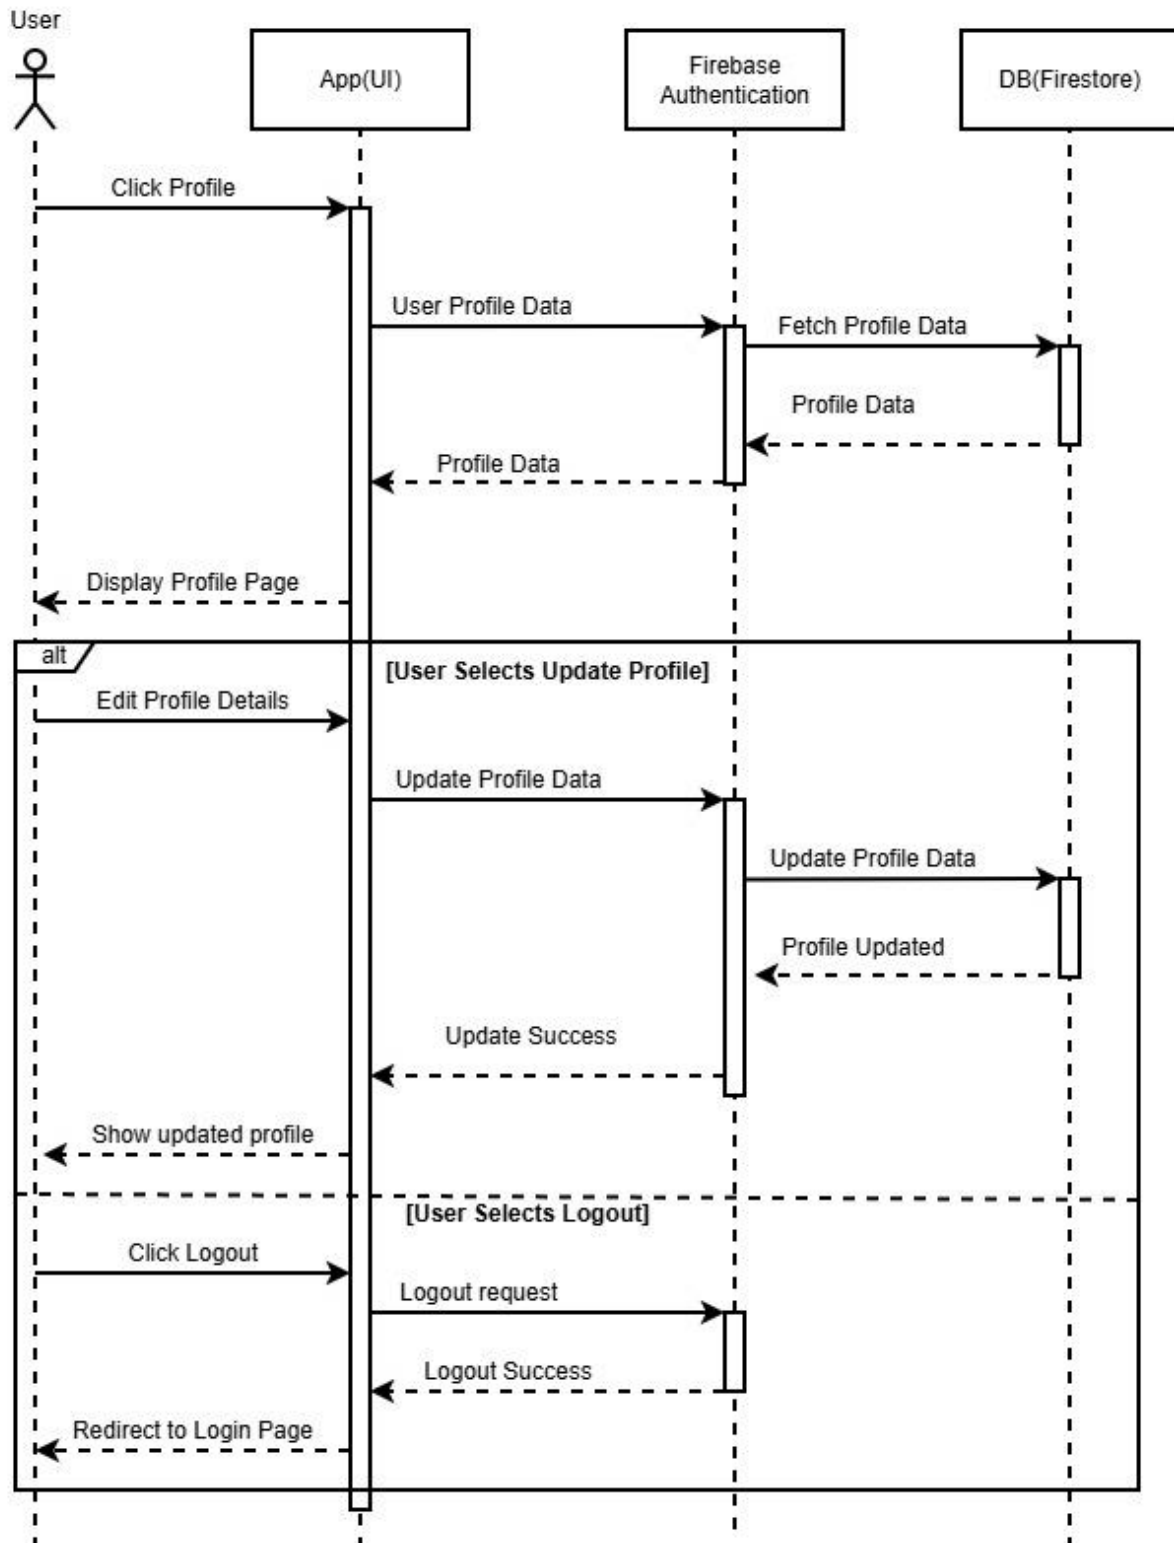 User
App(UI)
Firebase
Authentication
DB(Firestore)
Click Profile
User Profile Data
Fetch Profile Data
Profile Data
Profile Data
Display Profile Page
alt
[User Selects Update Profile]
Edit Profile Details
Update Profile Data
Update Profile Data
Profile Updated
Update Success
Show updated profile
[User Selects Logout]
Click Logout
Logout request
Logout Success
Redirect to Login Page